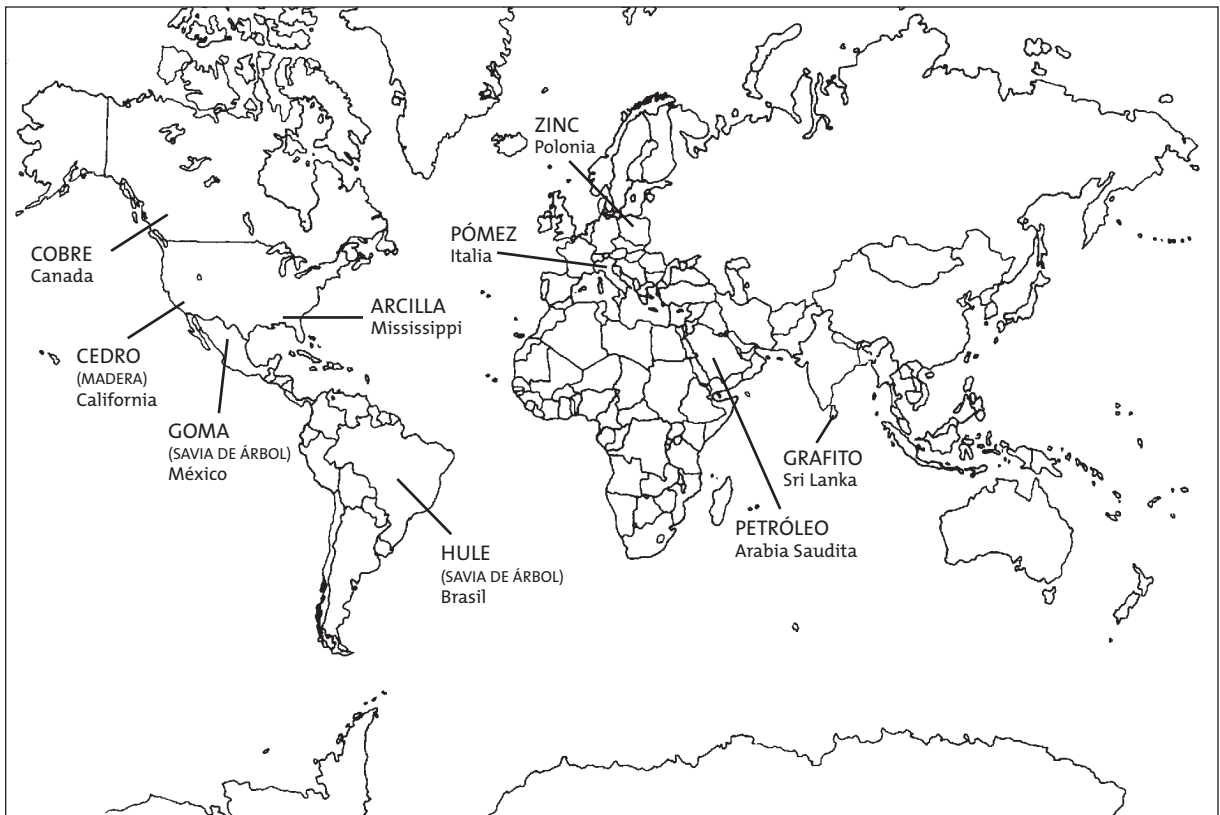 ZINC
Polonia
PÓMEZ
Italia
COBRE
Canada
ARCILLA
Mississippi
CEDRO
(MADERA)
California
GOMA
(SAVIA DE ÁRBOL)
México
GRAFITO
Sri Lanka
PETRÓLEO
Arabia Saudita
HULE
(SAVIA DE ÁRBOL)
Brasil